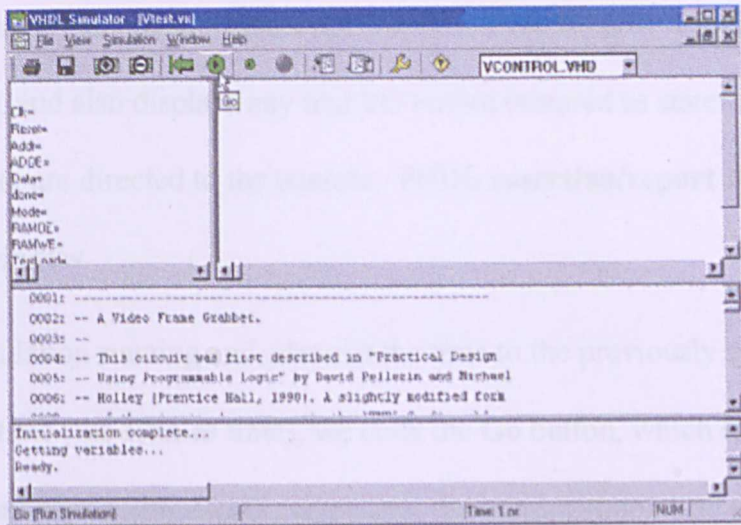 VHDL Simulator - [Vtest.vx]
File View Simulation Window Help
VCONTROL.VHD
Go
Clk=
Reset=
Addr=
ADOE=
Data=
done=
Mode=
RAMOE=
RAMWE=
TopLoad=
0001: --------------------------------------------------
0002: -- A Video Frame Grabber.
0003: --
0004: -- This circuit was first described in "Practical Design
0005: -- Using Programmable Logic" by David Pellerin and Michael
0006: -- Holley (Prentice Hall, 1990). A slightly modified form
Initialization complete.
Getting variables...
Ready.
Go [Run Simulation]
Time: 1 ns
NUM